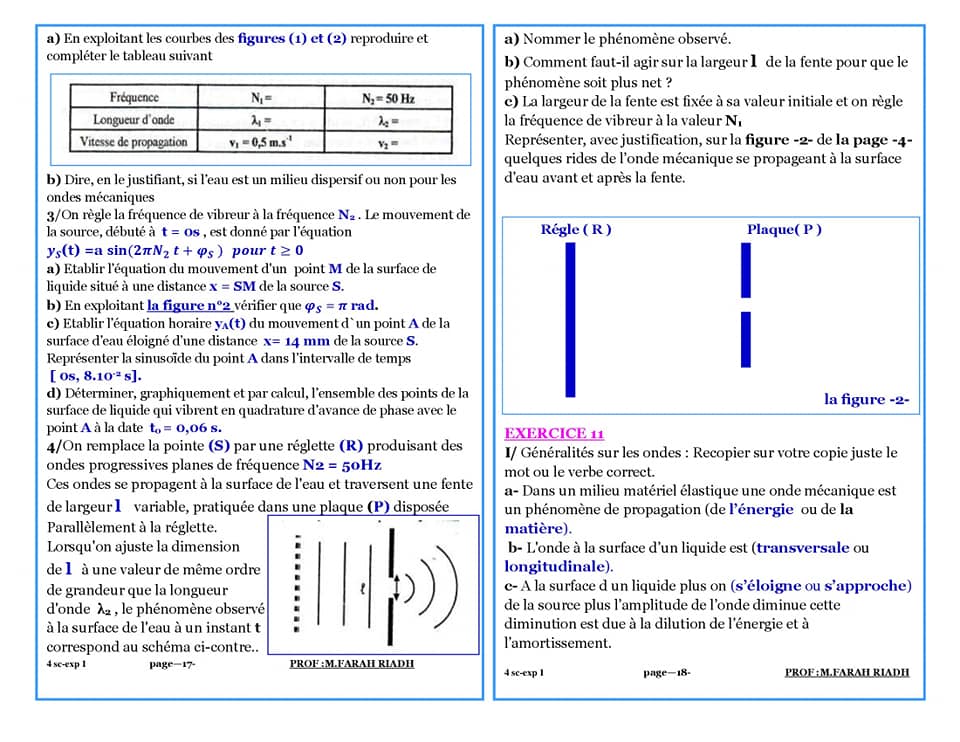 a) En exploitant les courbes des figures (1) et (2) reproduire et
compléter le tableau suivant
Fréquence N₁ = N₂ = 50 Hz
Longueur d'onde λ₁ = λ₂ =
Vitesse de propagation v₁ = 0,5 m.s⁻¹ v₂ =
b) Dire, en le justifiant, si l'eau est un milieu dispersif ou non pour les
ondes mécaniques
3/On règle la fréquence de vibreur à la fréquence N₂ . Le mouvement de
la source, débuté à t = 0s , est donné par l'équation
y_S(t) =a sin(2πN₂ t + φ_S ) pour t ≥ 0
a) Etablir l'équation du mouvement d'un point M de la surface de
liquide situé à une distance x = SM de la source S.
b) En exploitant la figure n°2 vérifier que φ_S = π rad.
c) Etablir l'équation horaire y_A(t) du mouvement d`un point A de la
surface d'eau éloigné d'une distance x= 14 mm de la source S.
Représenter la sinusoïde du point A dans l'intervalle de temps
[ 0s, 8.10⁻² s].
d) Déterminer, graphiquement et par calcul, l'ensemble des points de la
surface de liquide qui vibrent en quadrature d'avance de phase avec le
point A à la date t₀ = 0,06 s.
4/On remplace la pointe (S) par une réglette (R) produisant des
ondes progressives planes de fréquence N2 = 50Hz
Ces ondes se propagent à la surface de l'eau et traversent une fente
de largeur l variable, pratiquée dans une plaque (P) disposée
Parallèlement à la réglette.
Lorsqu'on ajuste la dimension
de l à une valeur de même ordre
de grandeur que la longueur
d'onde λ₂ , le phénomène observé
à la surface de l'eau à un instant t
correspond au schéma ci-contre..
ℓ
4 sc-exp 1 page—17- PROF :M.FARAH RIADH
a) Nommer le phénomène observé.
b) Comment faut-il agir sur la largeur l de la fente pour que le
phénomène soit plus net ?
c) La largeur de la fente est fixée à sa valeur initiale et on règle
la fréquence de vibreur à la valeur N₁
Représenter, avec justification, sur la figure -2- de la page -4-
quelques rides de l'onde mécanique se propageant à la surface
d'eau avant et après la fente.
Régle ( R ) Plaque( P )
la figure -2-
EXERCICE 11
I/ Généralités sur les ondes : Recopier sur votre copie juste le
mot ou le verbe correct.
a- Dans un milieu matériel élastique une onde mécanique est
un phénomène de propagation (de l'énergie ou de la
matière).
b- L'onde à la surface d'un liquide est (transversale ou
longitudinale).
c- A la surface d un liquide plus on (s'éloigne ou s'approche)
de la source plus l'amplitude de l'onde diminue cette
diminution est due à la dilution de l'énergie et à
l'amortissement.
4 sc-exp 1 page—18- PROF :M.FARAH RIADH